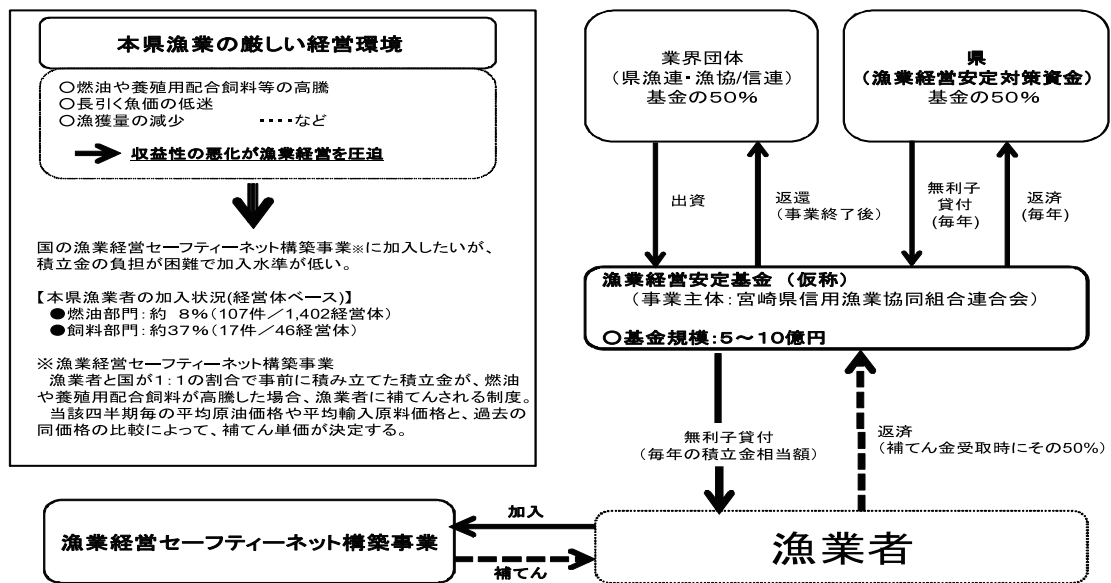 本県漁業の厳しい経営環境
○燃油や養殖用配合飼料等の高騰
○長引く魚価の低迷
○漁獲量の減少 ････など
収益性の悪化が漁業経営を圧迫
国の漁業経営セーフティーネット構築事業※に加入したいが、
積立金の負担が困難で加入水準が低い。
【本県漁業者の加入状況(経営体ベース)】
●燃油部門:約 8%(107件/1,402経営体)
●飼料部門:約37%(17件/46経営体)
※漁業経営セーフティーネット構築事業
漁業者と国が1:1の割合で事前に積み立てた積立金が、燃油
や養殖用配合飼料が高騰した場合、漁業者に補てんされる制度。
当該四半期毎の平均原油価格や平均輸入原料価格と、過去の
同価格の比較によって、補てん単価が決定する。
業界団体
(県漁連・漁協/信連)
基金の50%
県
(漁業経営安定対策資金)
基金の50%
出資
返還
(事業終了後)
無利子
貸付
(毎年)
返済
(毎年)
漁業経営安定基金 (仮称)
(事業主体:宮崎県信用漁業協同組合連合会)
○基金規模:5~10億円
無利子貸付
(毎年の積立金相当額)
返済
(補てん金受取時にその50%)
漁業経営セーフティーネット構築事業
加入
補てん
漁業者